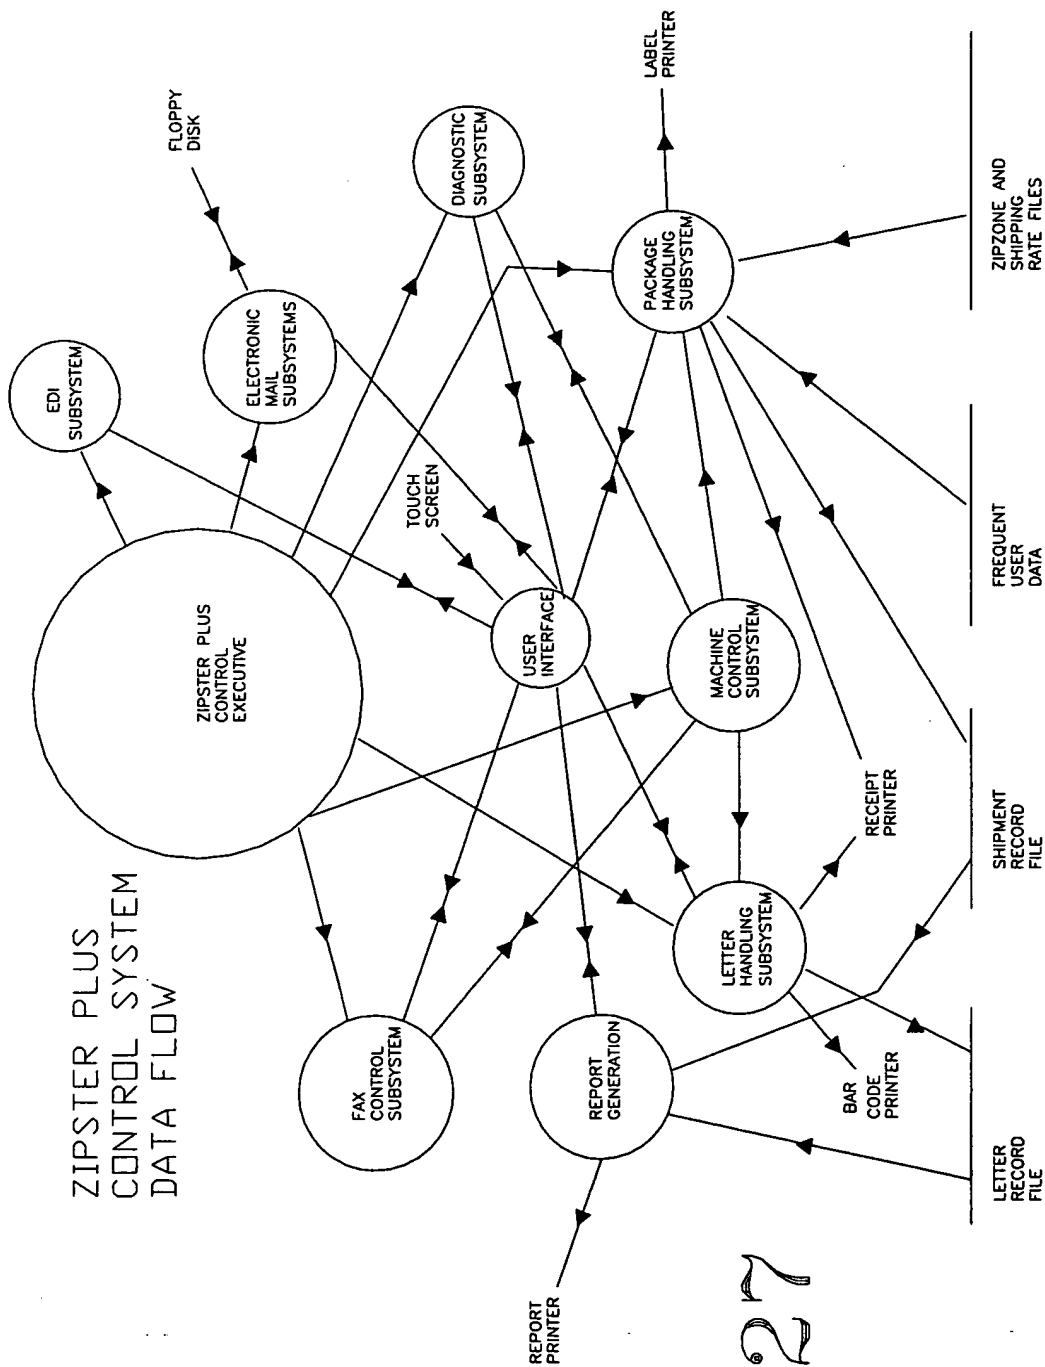 ZIPSTER PLUS
CONTROL SYSTEM
DATA FLOW
ZIPSTER PLUS
CONTROL
EXECUTIVE
EDI
SUBSYSTEM
ELECTRONIC
MAIL
SUBSYSTEMS
FLOPPY
DISK
DIAGNOSTIC
SUBSYSTEM
FAX
CONTROL
SUBSYSTEM
TOUCH
SCREEN
USER
INTERFACE
REPORT
PRINTER
REPORT
GENERATION
LETTER
HANDLING
SUBSYSTEM
MACHINE
CONTROL
SUBSYSTEM
PACKAGE
HANDLING
SUBSYSTEM
LABEL
PRINTER
BAR
CODE
PRINTER
RECEIPT
PRINTER
LETTER
RECORD
FILE
SHIPMENT
RECORD
FILE
FREQUENT
USER
DATA
ZIPZONE AND
SHIPPING
RATE FILES
27